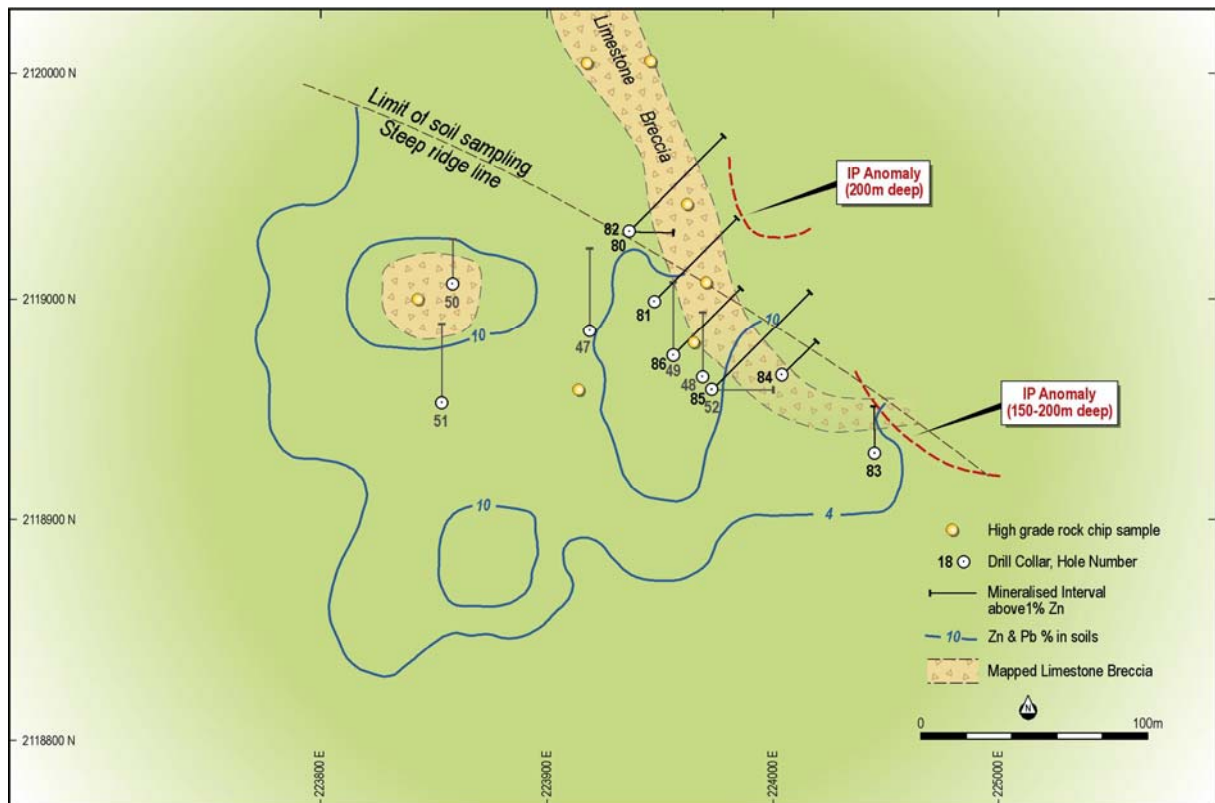 2120000 N
2119000 N
2118900 N
2118800 N
223800 E
223900 E
224000 E
225000 E
Limestone
Breccia
Limit of soil sampling
Steep ridge line
IP Anomaly
(200m deep)
IP Anomaly
(150-200m deep)
82
80
50
10
47
81
86
49
48
85
52
10
84
51
83
10
4
High grade rock chip sample
18 Drill Collar, Hole Number
Mineralised Interval
above1% Zn
10 Zn & Pb % in soils
Mapped Limestone Breccia
N
0 100m